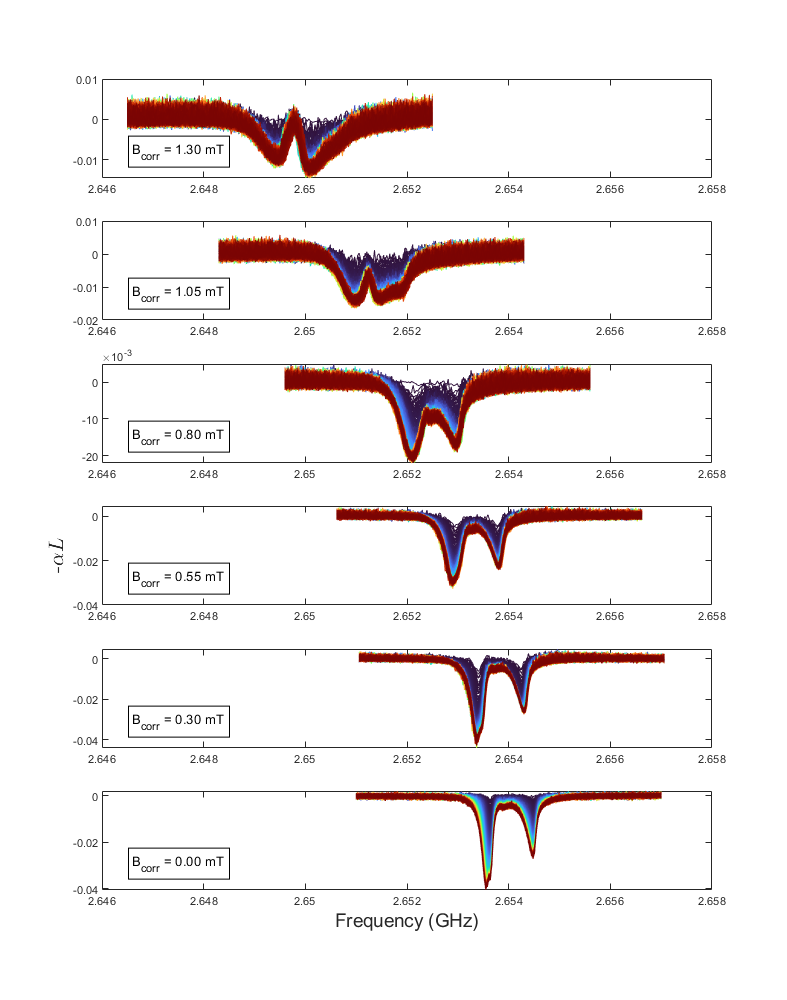 0.01
0
-0.01
B_corr = 1.30 mT
2.646 2.648 2.65 2.652 2.654 2.656 2.658
0.01
0
-0.01
-0.02
B_corr = 1.05 mT
2.646 2.648 2.65 2.652 2.654 2.656 2.658
×10^-3
0
-10
-20
B_corr = 0.80 mT
2.646 2.648 2.65 2.652 2.654 2.656 2.658
0
-0.02
-0.04
B_corr = 0.55 mT
2.646 2.648 2.65 2.652 2.654 2.656 2.658
-αL
0
-0.02
-0.04
B_corr = 0.30 mT
2.646 2.648 2.65 2.652 2.654 2.656 2.658
0
-0.02
-0.04
B_corr = 0.00 mT
2.646 2.648 2.65 2.652 2.654 2.656 2.658
Frequency (GHz)